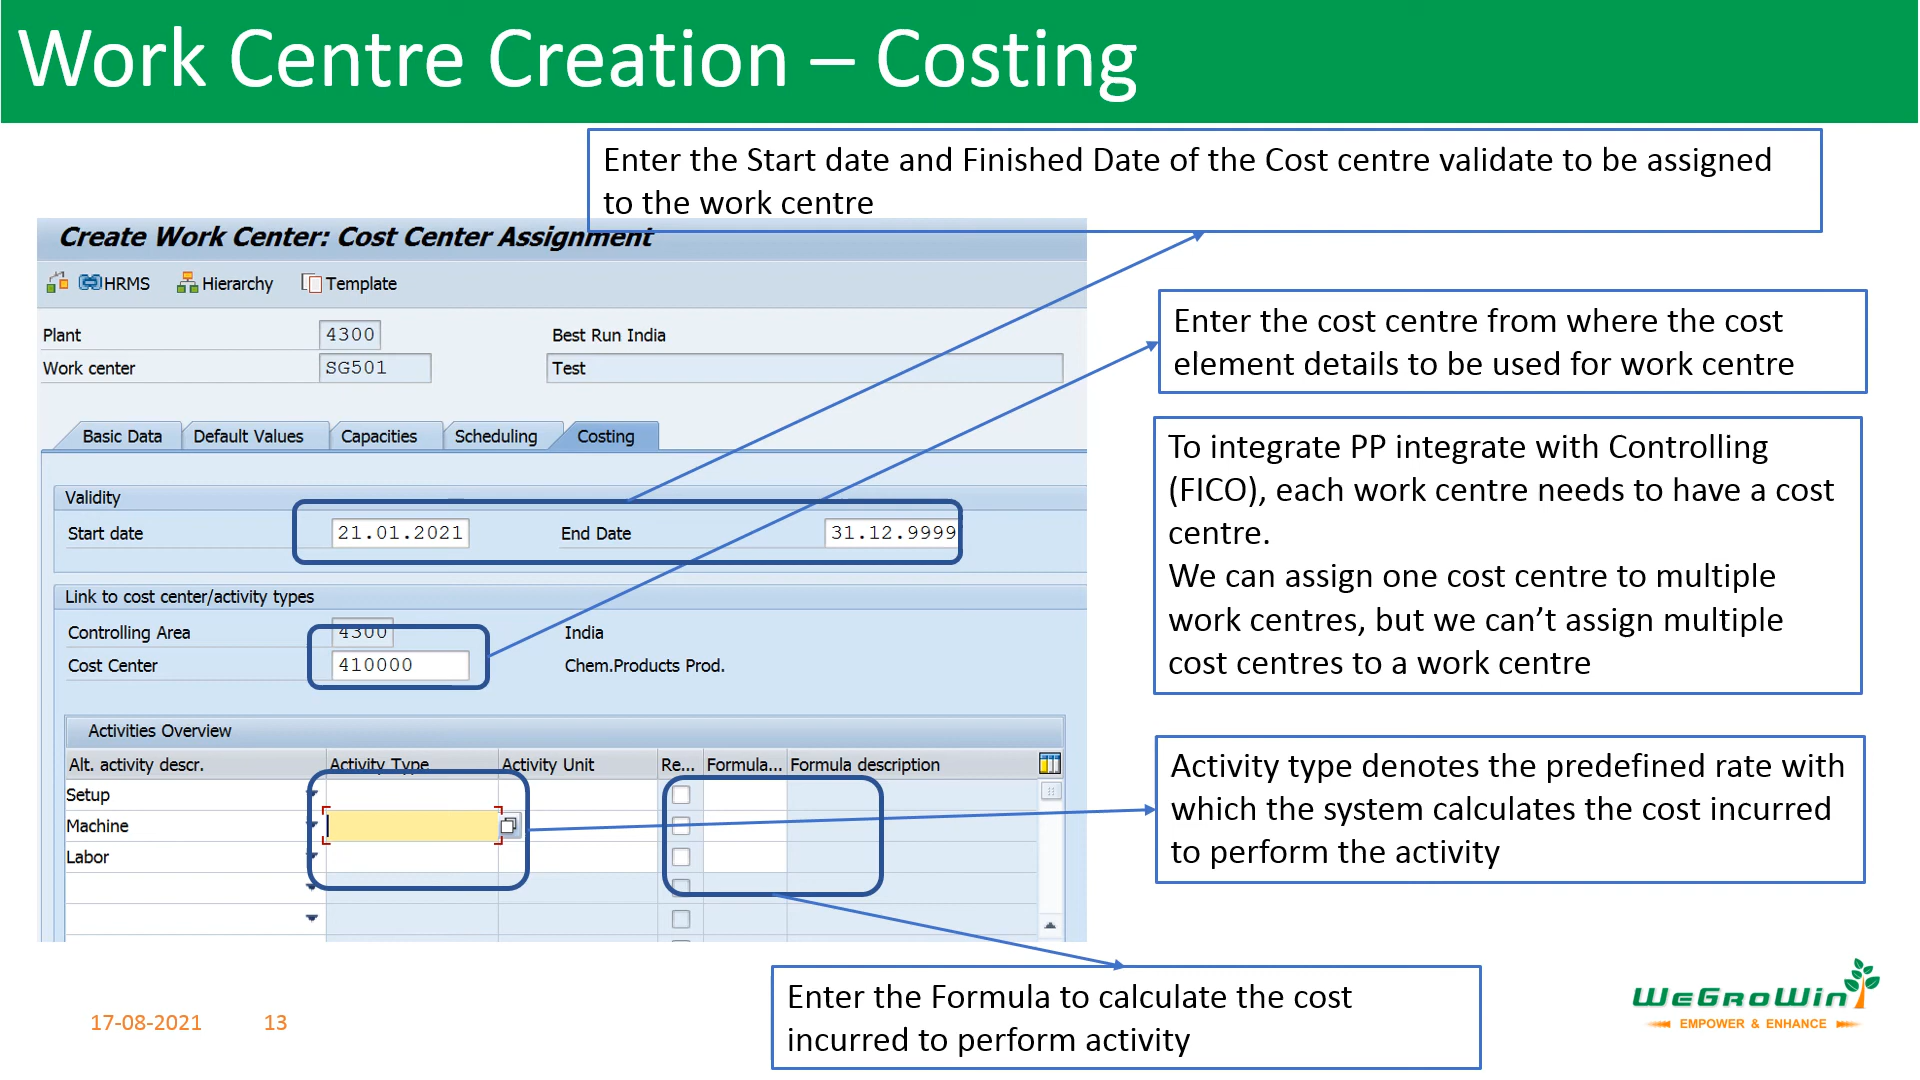 Work Centre Creation – Costing
Enter the Start date and Finished Date of the Cost centre validate to be assigned
to the work centre
Create Work Center: Cost Center Assignment
HRMS Hierarchy Template
Plant 4300 Best Run India
Work center SG501 Test
Basic Data Default Values Capacities Scheduling Costing
Validity
Start date 21.01.2021 End Date 31.12.9999
Link to cost center/activity types
Controlling Area 4300 India
Cost Center 410000 Chem.Products Prod.
Activities Overview
Alt. activity descr. Activity Type Activity Unit Re... Formula... Formula description
Setup
Machine
Labor
Enter the cost centre from where the cost
element details to be used for work centre
To integrate PP integrate with Controlling
(FICO), each work centre needs to have a cost
centre.
We can assign one cost centre to multiple
work centres, but we can’t assign multiple
cost centres to a work centre
Activity type denotes the predefined rate with
which the system calculates the cost incurred
to perform the activity
Enter the Formula to calculate the cost
incurred to perform activity
17-08-2021 13
WeGroWin
EMPOWER & ENHANCE